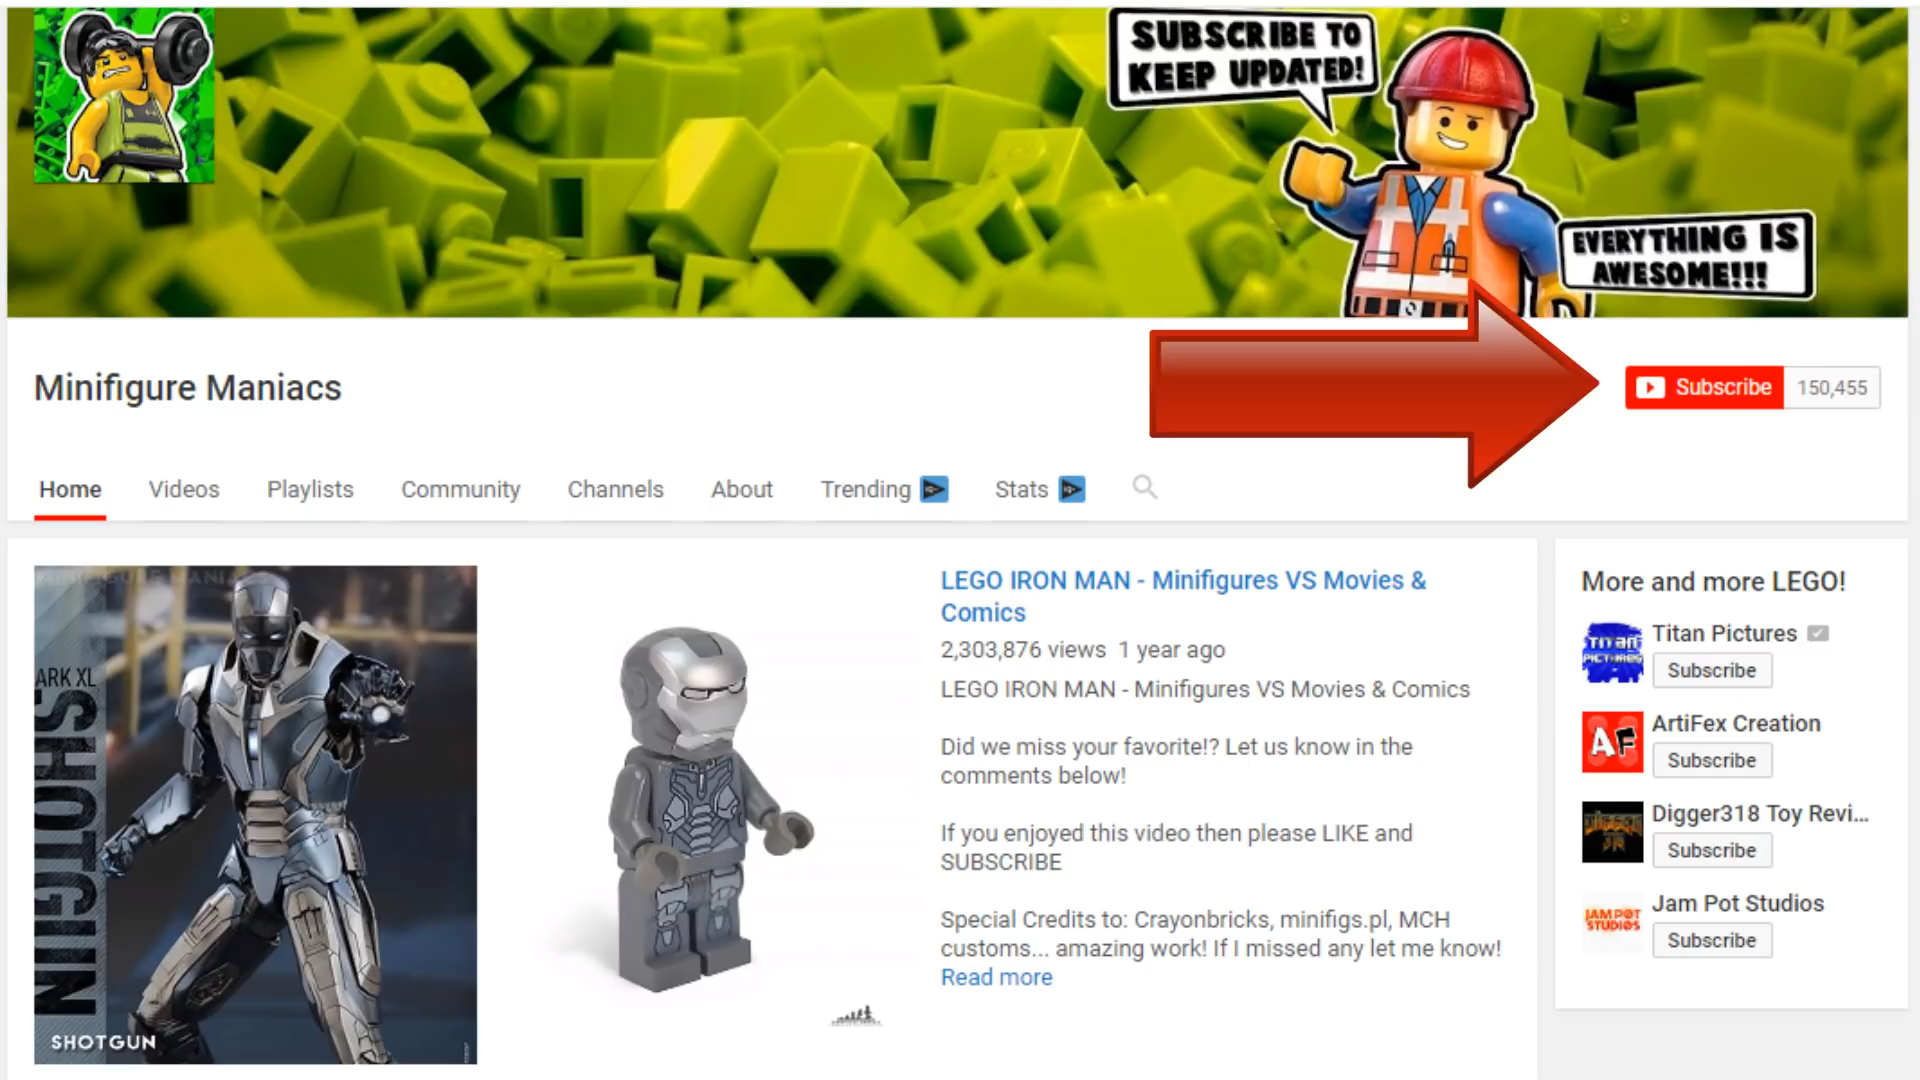 SUBSCRIBE TO
KEEP UPDATED!
EVERYTHING IS
AWESOME!!!
Minifigure Maniacs
Subscribe 150,455
Home Videos Playlists Community Channels About Trending Stats
ARK XL
SHOTGUN
SHOTGUN
LEGO IRON MAN - Minifigures VS Movies &
Comics
2,303,876 views 1 year ago
LEGO IRON MAN - Minifigures VS Movies & Comics
Did we miss your favorite!? Let us know in the
comments below!
If you enjoyed this video then please LIKE and
SUBSCRIBE
Special Credits to: Crayonbricks, minifigs.pl, MCH
customs... amazing work! If I missed any let me know!
Read more
More and more LEGO!
TITAN
PICTURES
Titan Pictures
Subscribe
AF
ArtiFex Creation
Subscribe
Digger318 Toy Revi...
Subscribe
JAM POT
STUDIOS
Jam Pot Studios
Subscribe